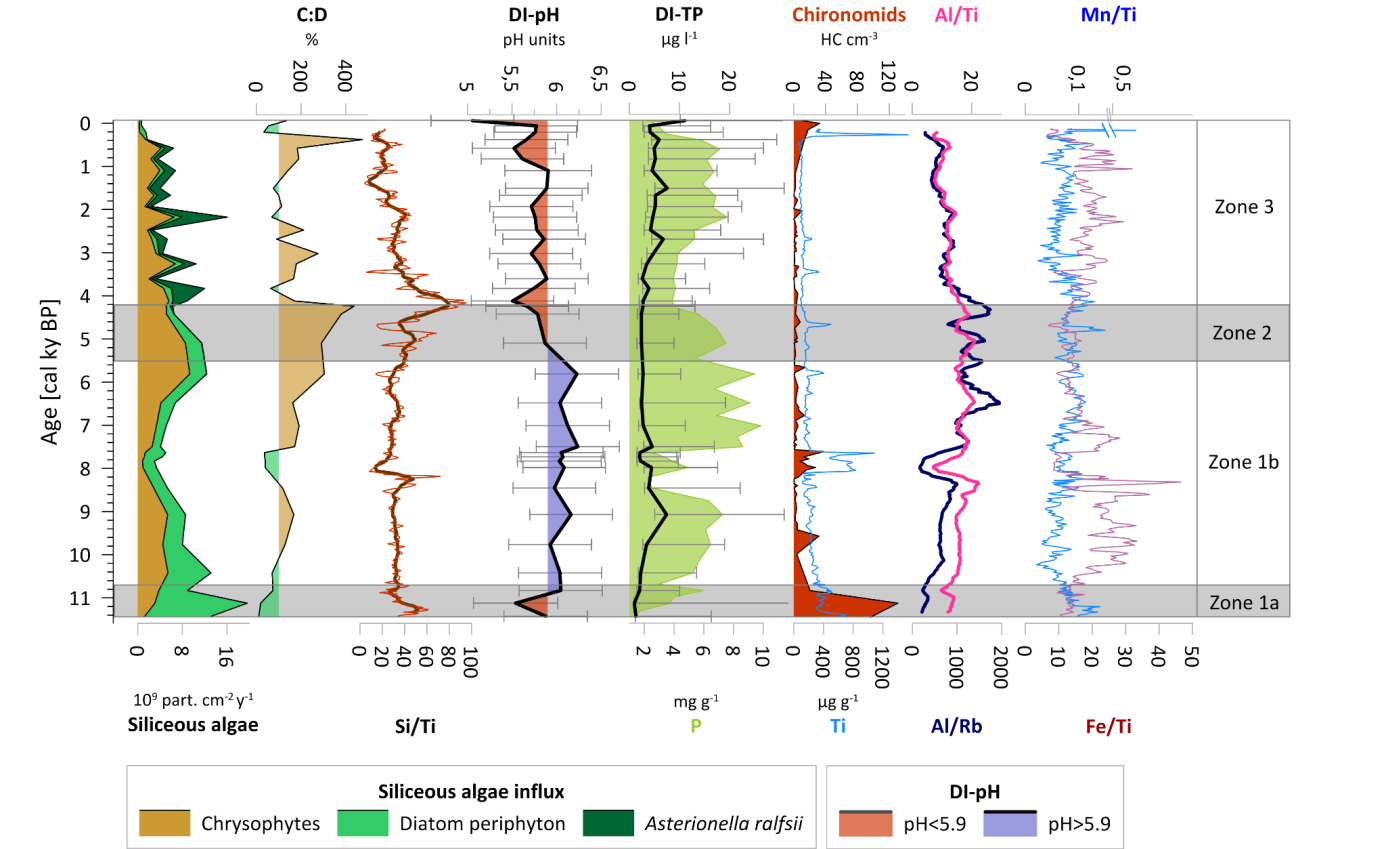 C:D DI-pH DI-TP Chironomids Al/Ti Mn/Ti
% pH units µg l-1 HC cm-3
0 200 400 5 5,5 6 6,5 0 10 20 0 40 80 120 0 20 0 0,1 0,5
Age [cal ky BP]
0
1
2
3
4
5
6
7
8
9
10
11
Zone 3
Zone 2
Zone 1b
Zone 1a
0 8 16 0 20 40 60 80 100 2 4 6 8 10 0 400 800 1200 0 1000 2000 0 10 20 30 40 50
10⁹ part. cm-2 y-1 mg g-1 µg g-1
Siliceous algae Si/Ti P Ti Al/Rb Fe/Ti
Siliceous algae influx
Chrysophytes Diatom periphyton Asterionella ralfsii
DI-pH
pH<5.9 pH>5.9